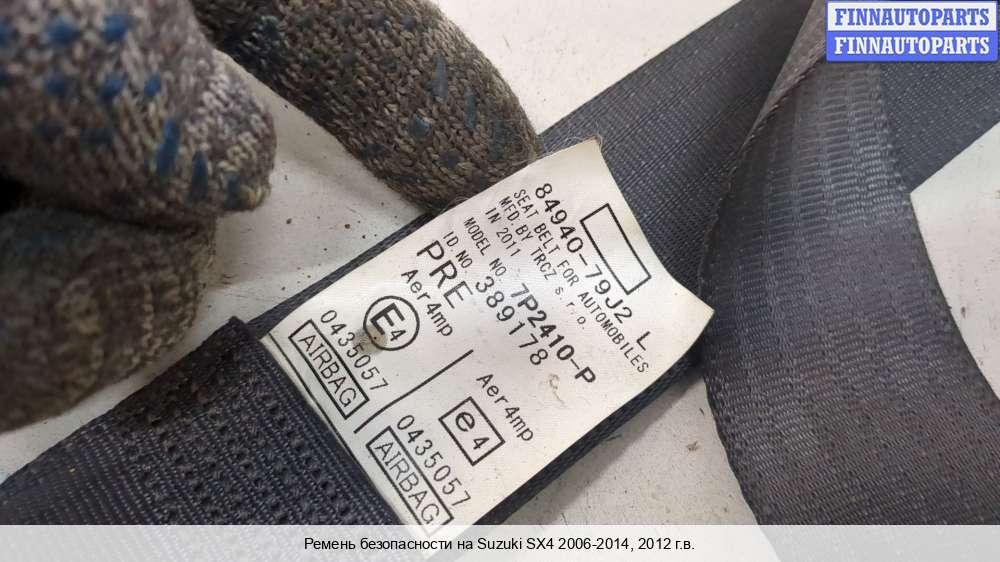 FINNAUTOPARTS
FINNAUTOPARTS
84940-79J2 L
SEAT BELT FOR AUTOMOBILES
MFD BY TRCZ s.r.o.
IN 2011
MODEL NO. 7P2410-P
I.D. NO. 389178
PRE
Aer4mp
E4
0435057
AIRBAG
Aer4mp
e4
0435057
AIRBAG
Ремень безопасности на Suzuki SX4 2006-2014, 2012 г.в.